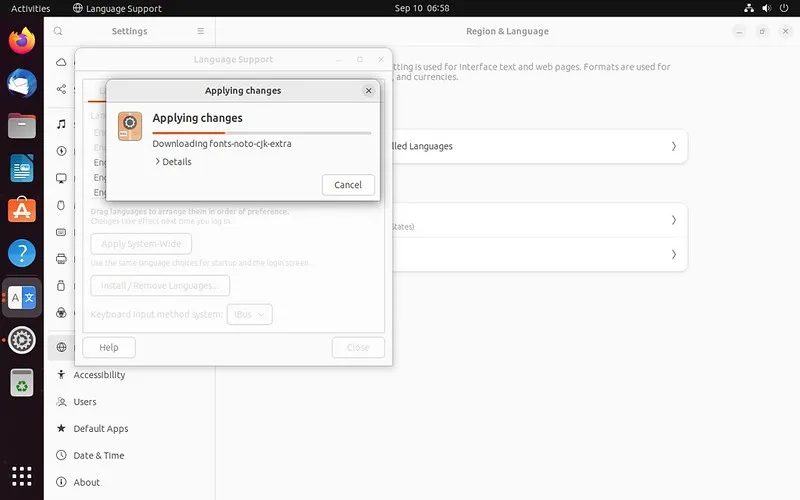 Activities
Language Support
Sep 10 06:58
Settings
Region & Language
Language Support
tting is used for interface text and web pages. Formats are used for
, and currencies.
Applying changes
Applying changes
Downloading fonts-noto-cjk-extra
Details
Cancel
lled Languages
States)
Eng
Eng
Eng
Drag languages to arrange them in order of preference.
Changes take effect next time you log in.
Apply System-Wide
Use the same language choices for startup and the login screen.
Install / Remove Languages...
Keyboard input method system:
IBus
Help
Close
Accessibility
Users
Default Apps
Date & Time
About